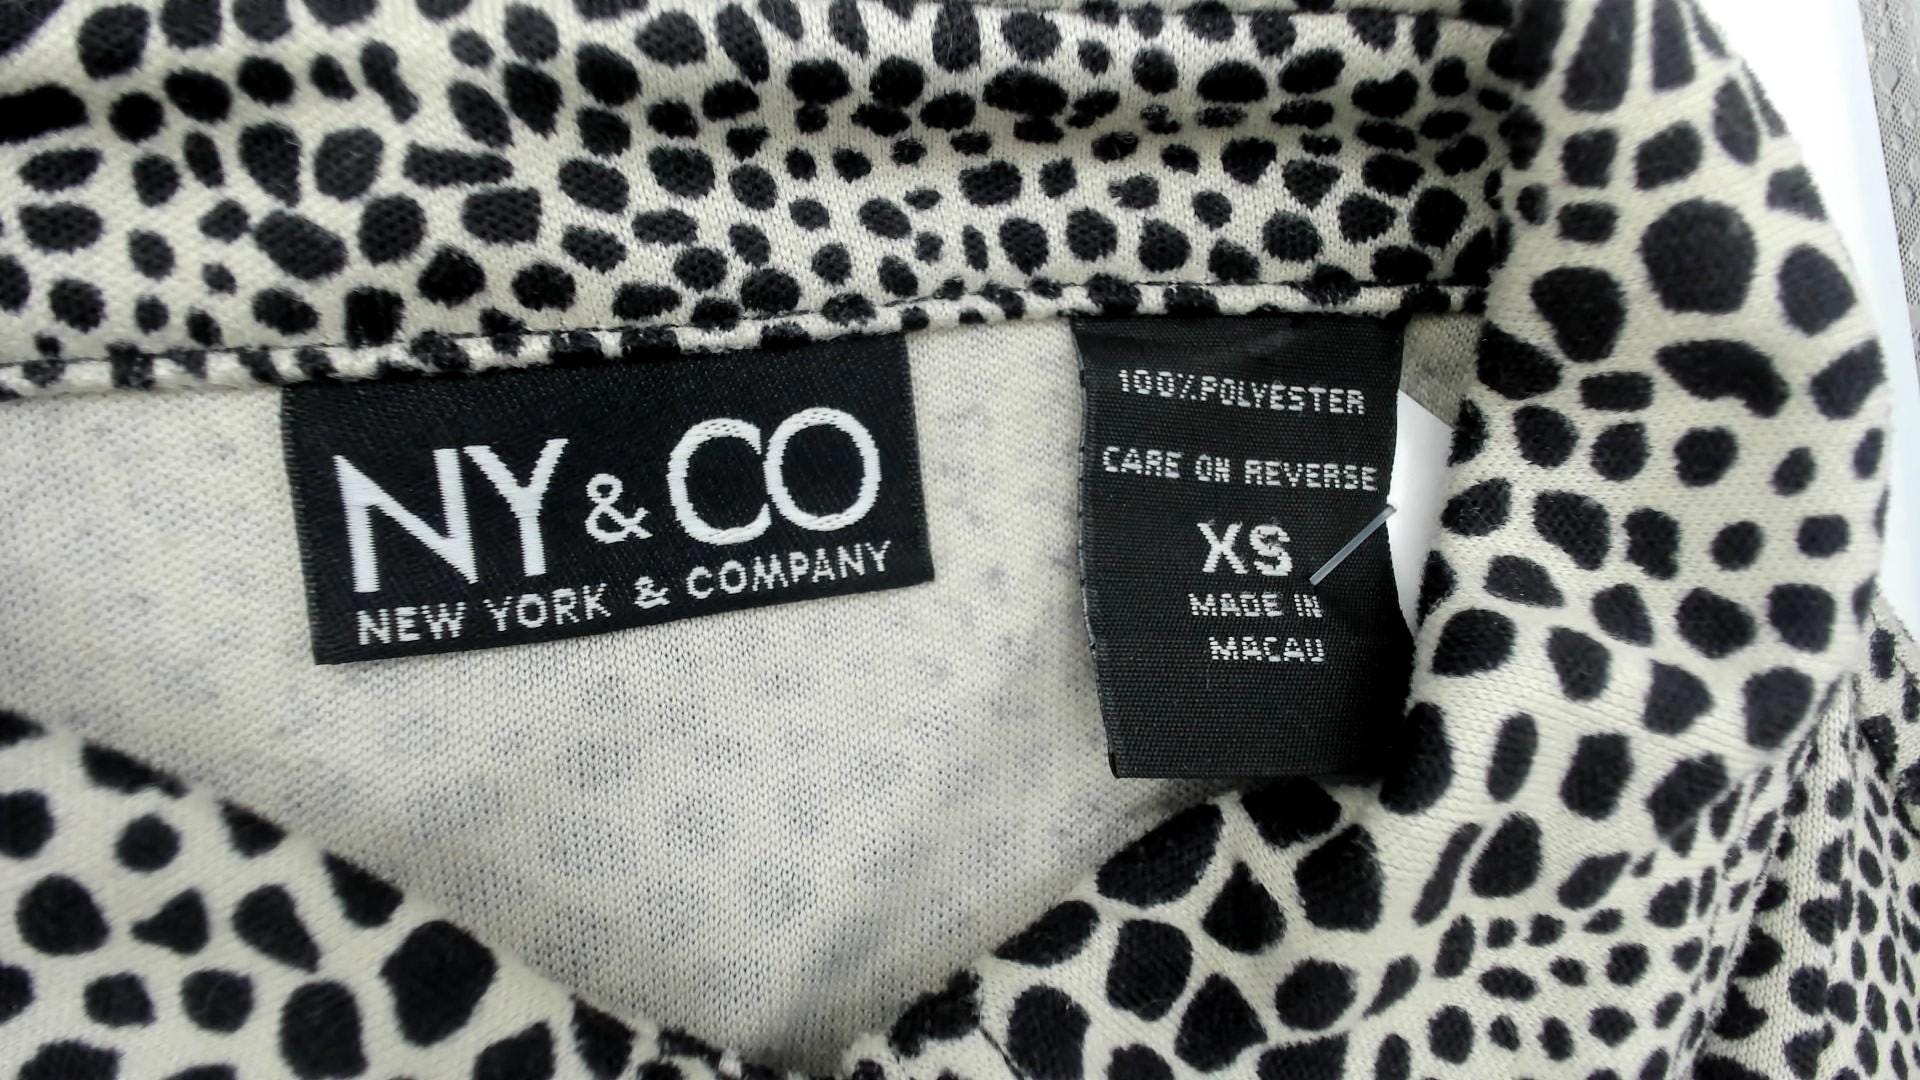 NY & CO
NEW YORK & COMPANY
100% POLYESTER
CARE ON REVERSE
XS
MADE IN
MACAU